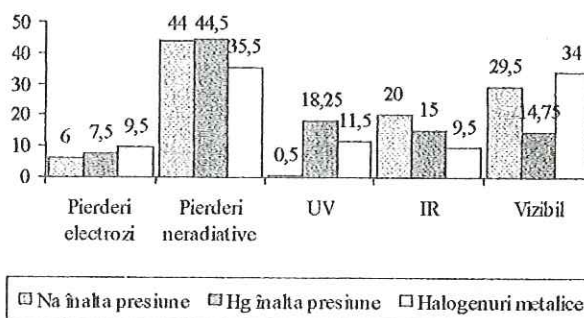 50
40
30
20
10
0
6
7,5
9,5
44
44,5
35,5
0,5
18,25
11,5
20
15
9,5
29,5
14,75
34
Pierderi electrozi
Pierderi neradiative
UV
IR
Vizibil
Na înalta presiune
Hg înalta presiune
Halogenuri metalice